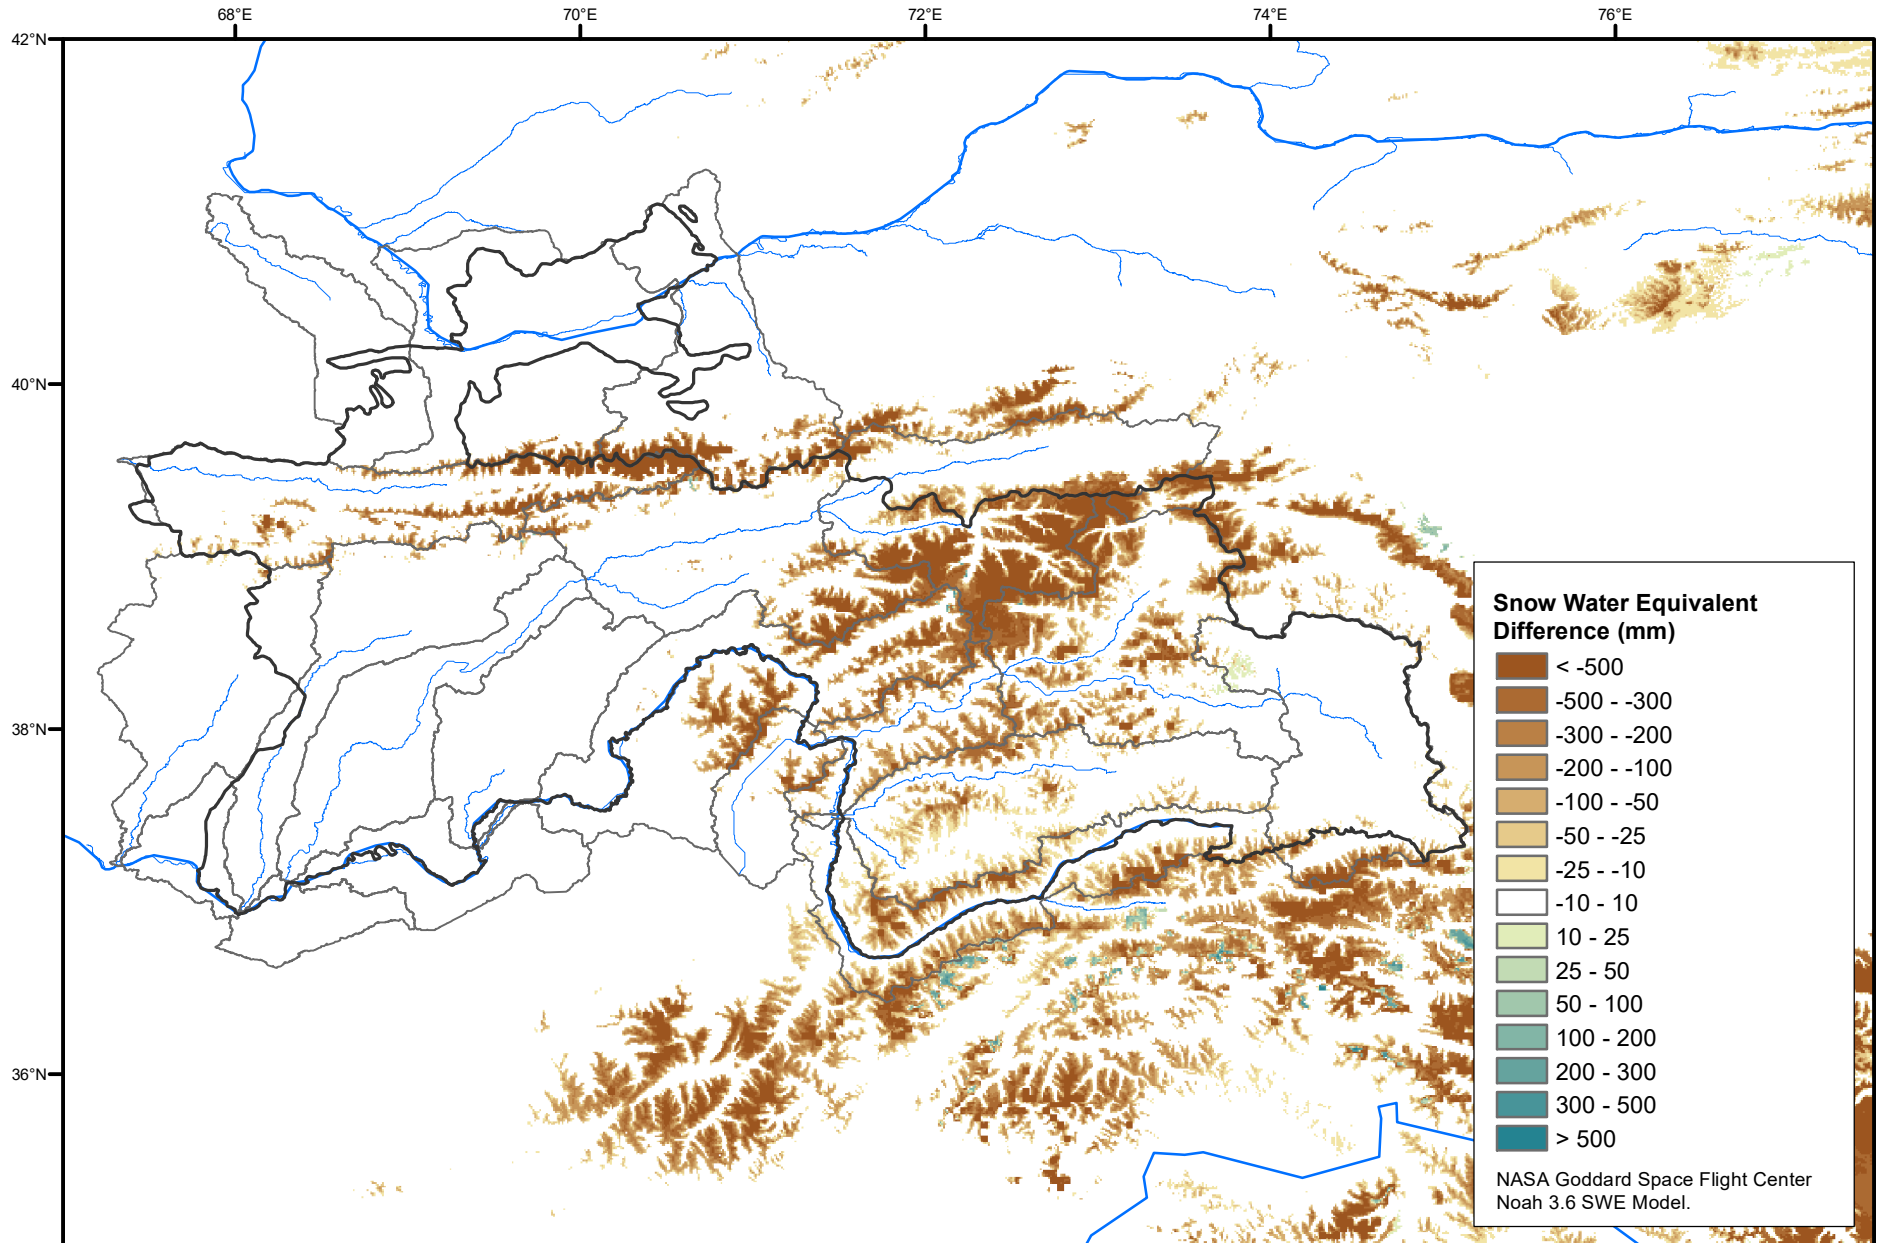 68°E
70°E
72°E
74°E
76°E
42°N
40°N
38°N
36°N
Snow Water Equivalent
Difference (mm)
< -500
-500 - -300
-300 - -200
-200 - -100
-100 - -50
-50 - -25
-25 - -10
-10 - 10
10 - 25
25 - 50
50 - 100
100 - 200
200 - 300
300 - 500
> 500
NASA Goddard Space Flight Center
Noah 3.6 SWE Model.